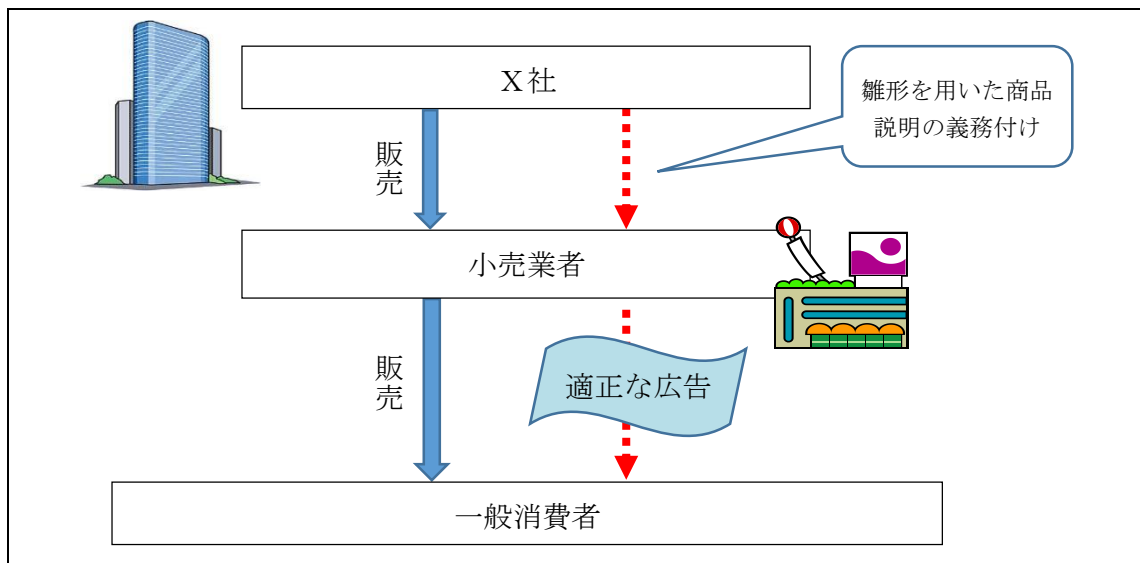 X社
雛形を用いた商品
説明の義務付け
販売
小売業者
販売
適正な広告
一般消費者